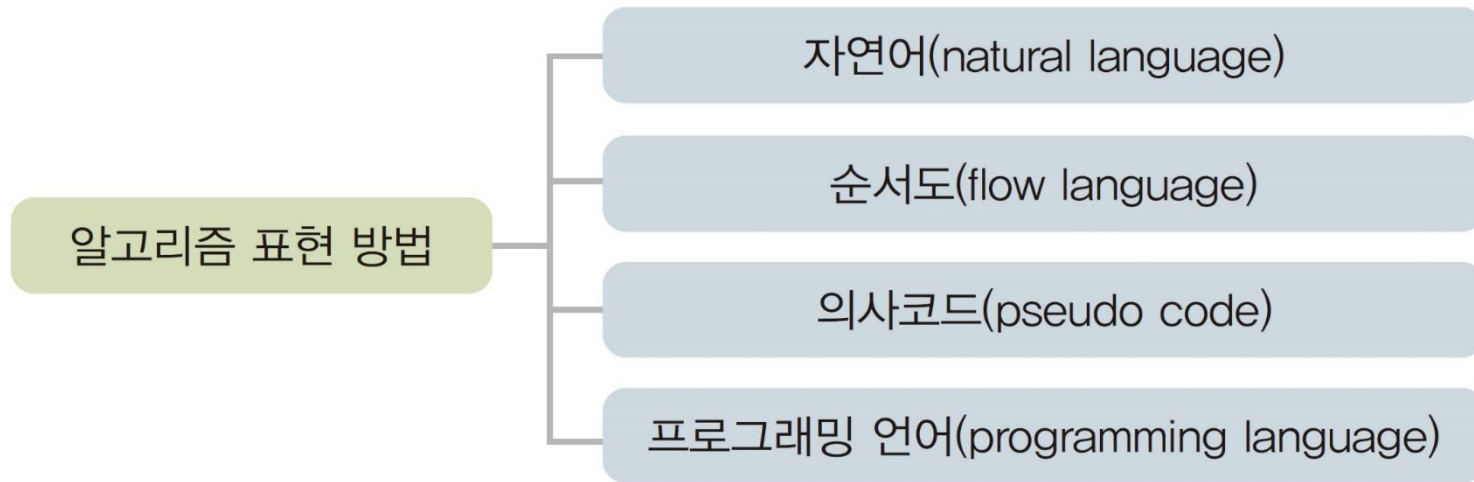 자연어(natural language)
순서도(flow language)
알고리즘 표현 방법
의사코드(pseudo code)
프로그래밍 언어(programming language)